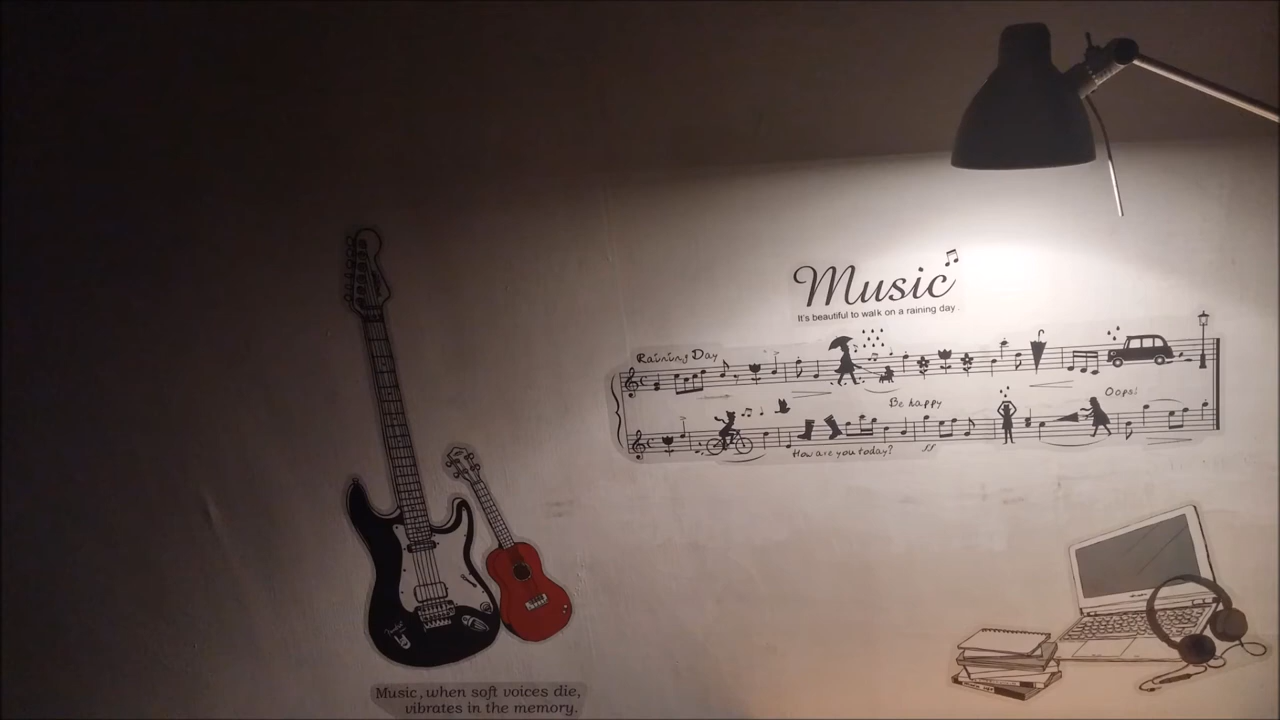 Music
It's beautiful to walk on a raining day.
Raining Day
Be happy
Oops!
How are you today?
Music, when soft voices die,
vibrates in the memory.